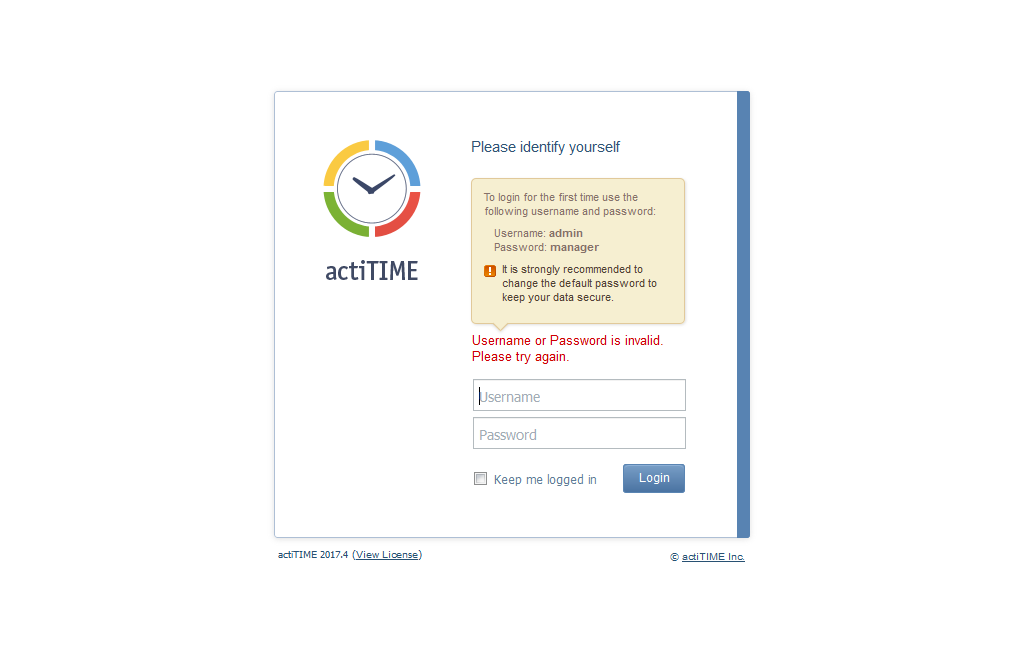 Please identify yourself
To login for the first time use the
following username and password:
Username: admin
Password: manager
It is strongly recommended to
change the default password to
keep your data secure.
actiTIME
Username or Password is invalid.
Please try again.
Username
Password
Keep me logged in
Login
actiTIME 2017.4 (View License)
© actiTIME Inc.